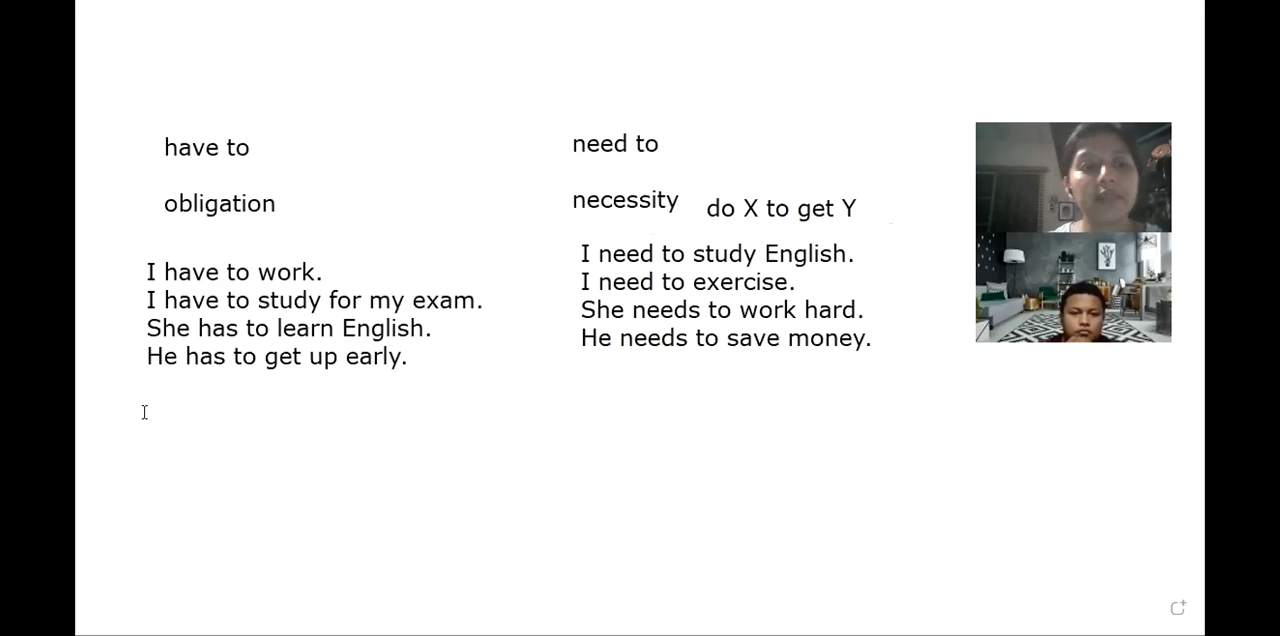 have to
obligation
I have to work.
I have to study for my exam.
She has to learn English.
He has to get up early.
need to
necessity do X to get Y
I need to study English.
I need to exercise.
She needs to work hard.
He needs to save money.